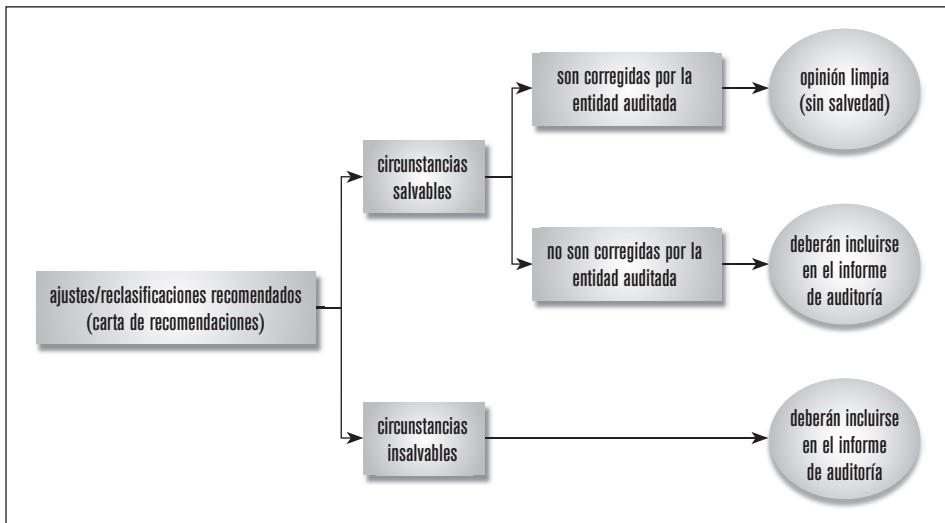 son corregidas por la
entidad auditada
opinión limpia
(sin salvedad)
circunstancias
salvables
no son corregidas por la
entidad auditada
deberán incluirse
en el informe
de auditoría
ajustes/reclasificaciones recomendados
(carta de recomendaciones)
circunstancias
insalvables
deberán incluirse
en el informe
de auditoría